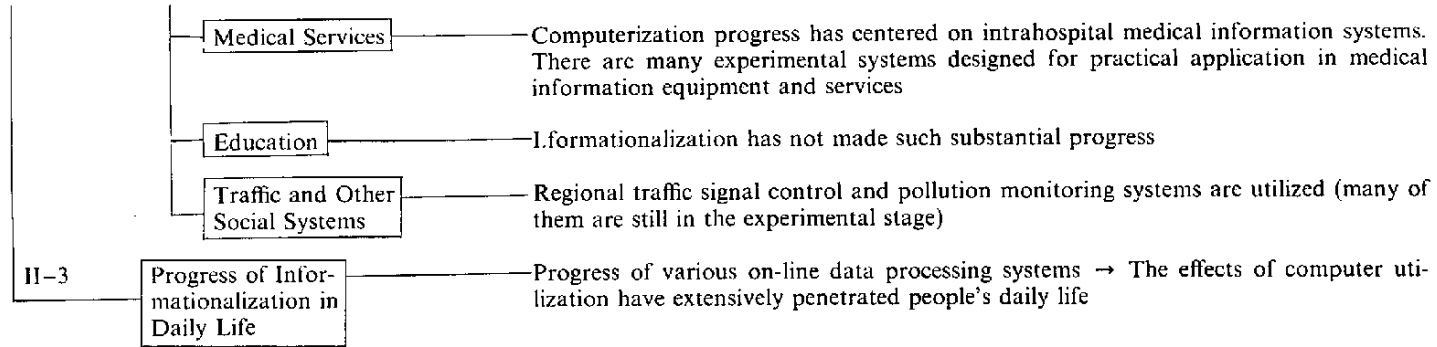 Medical Services
Computerization progress has centered on intrahospital medical information systems.
There are many experimental systems designed for practical application in medical
information equipment and services
Education
I.formationalization has not made such substantial progress
Traffic and Other
Social Systems
Regional traffic signal control and pollution monitoring systems are utilized (many of
them are still in the experimental stage)
II-3
Progress of Infor-
mationalization in
Daily Life
Progress of various on-line data processing systems → The effects of computer uti-
lization have extensively penetrated people's daily life